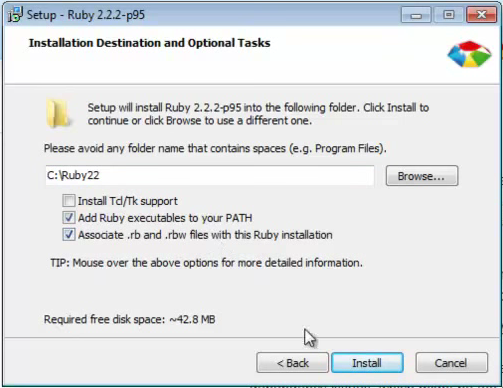 Setup - Ruby 2.2.2-p95
Installation Destination and Optional Tasks
Setup will install Ruby 2.2.2-p95 into the following folder. Click Install to
continue or click Browse to use a different one.
Please avoid any folder name that contains spaces (e.g. Program Files).
C:\Ruby22
Browse...
Install Tcl/Tk support
Add Ruby executables to your PATH
Associate .rb and .rbw files with this Ruby installation
TIP: Mouse over the above options for more detailed information.
Required free disk space: ~42.8 MB
< Back
Install
Cancel